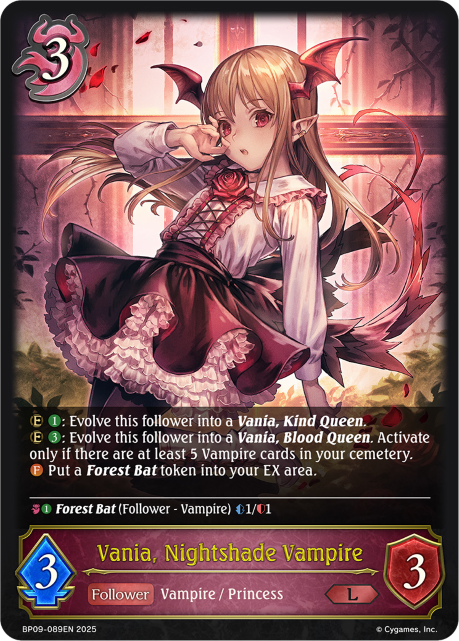 3
E 1: Evolve this follower into a Vania, Kind Queen.
E 3: Evolve this follower into a Vania, Blood Queen. Activate
only if there are at least 5 Vampire cards in your cemetery.
F Put a Forest Bat token into your EX area.
1 Forest Bat (Follower - Vampire) 1/1
Vania, Nightshade Vampire
3 Follower Vampire / Princess L 3
BP09-089EN 2025 © Cygames, Inc.